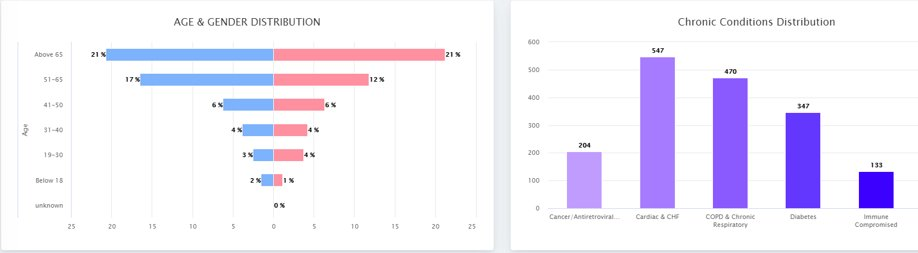 AGE & GENDER DISTRIBUTION
Age
Above 65
21 %
21 %
51-65
17 %
12 %
41-50
6 %
6 %
31-40
4 %
4 %
19-30
3 %
4 %
Below 18
2 %
1 %
unknown
0 %
25 20 15 10 5 0 5 10 15 20 25
Chronic Conditions Distribution
600
500
400
300
200
100
0
204
547
470
347
133
Cancer/Antiretroviral...
Cardiac & CHF
COPD & Chronic
Respiratory
Diabetes
Immune
Compromised